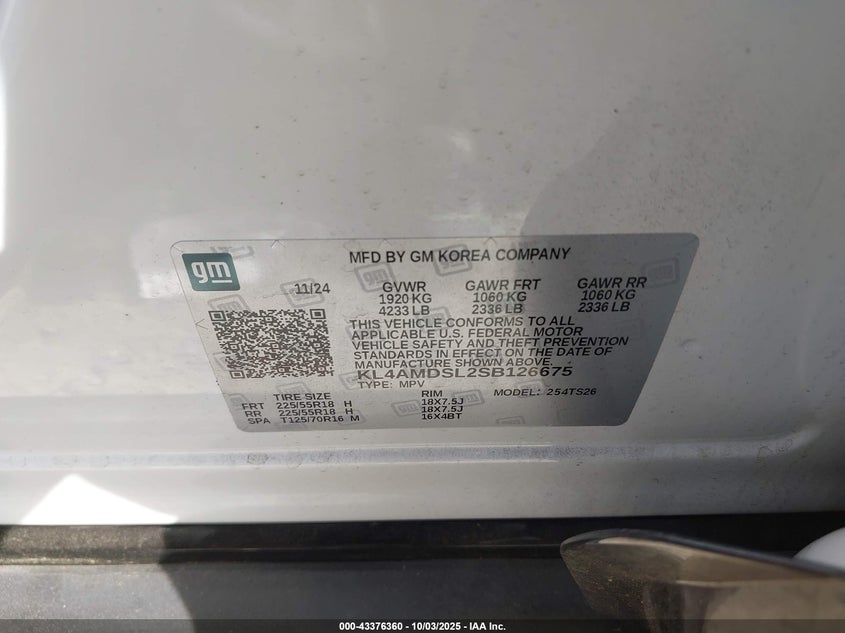 gm
MFD BY GM KOREA COMPANY
11/24
GVWR GAWR FRT GAWR RR
1920 KG 1060 KG 1060 KG
4233 LB 2336 LB 2336 LB
THIS VEHICLE CONFORMS TO ALL
APPLICABLE U.S. FEDERAL MOTOR
VEHICLE SAFETY AND THEFT PREVENTION
STANDARDS IN EFFECT ON THE DATE OF
MANUFACTURE SHOWN ABOVE.
KL4AMDSL2SB126675
TYPE: MPV MODEL: 254TS26
TIRE SIZE RIM
FRT 225/55R18 H 18X7.5J
RR 225/55R18 H 18X7.5J
SPA T125/70R16 M 16X4BT
000-43376360 - 10/03/2025 - IAA Inc.